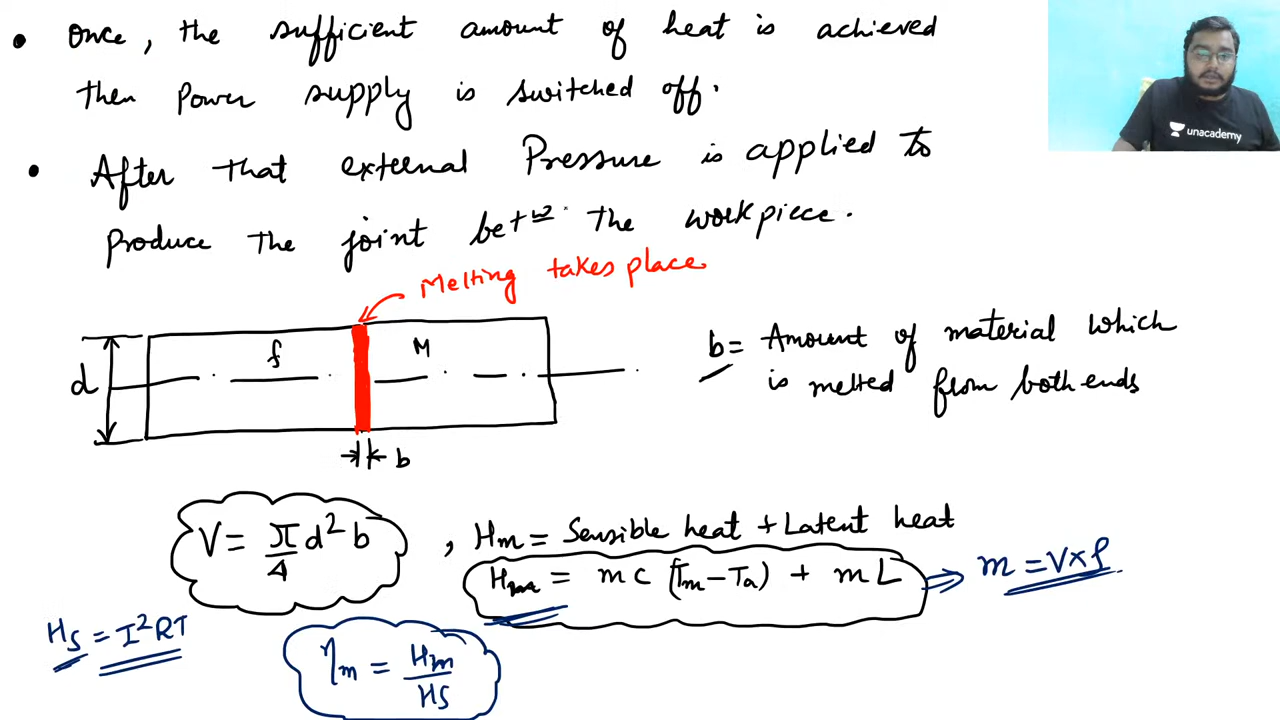 • Once, the sufficient amount of heat is achieved
then Power supply is switched off.
• After that external Pressure is applied to
Produce the joint betw the workpiece.
Melting takes place
f M
d
b
b = Amount of material which
is melted from both ends
V = π/4 d² b , Hm = Sensible heat + Latent heat
Hm = mc (Tm - Ta) + mL ⇒ m = V×ρ
Hs = I²RT
ηm = Hm/Hs
unacademy